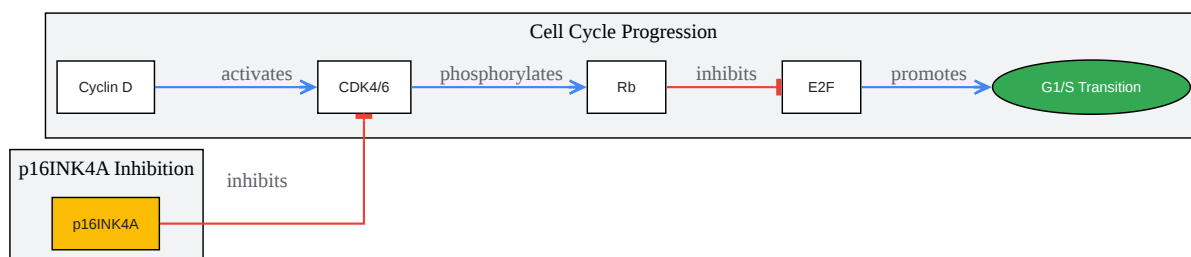 Cell Cycle Progression
Cyclin D
activates
CDK4/6
phosphorylates
Rb
inhibits
E2F
promotes
G1/S Transition
p16INK4A Inhibition
inhibits
p16INK4A